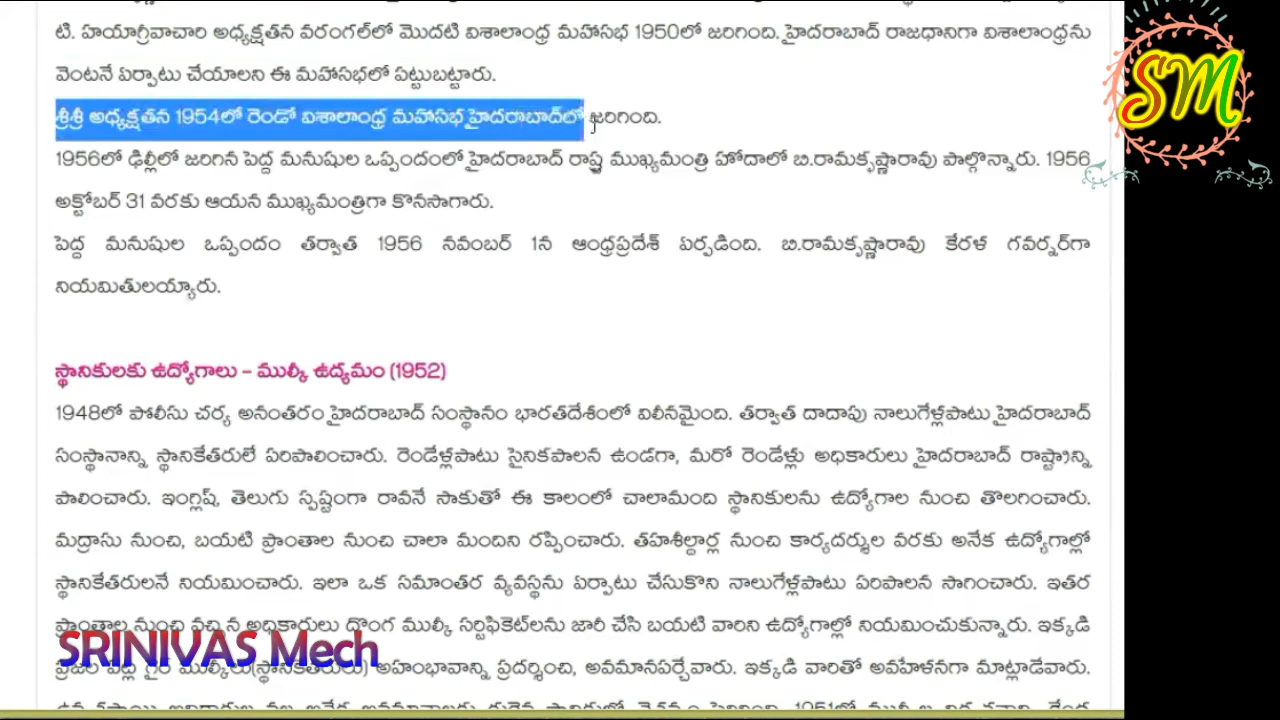 టి. హయాగ్రీవాచారి అధ్యక్షతన వరంగల్‌లో మొదటి విశాలాంధ్ర మహాసభ 1950లో జరిగింది. హైదరాబాద్ రాజధానిగా విశాలాంధ్రను
వెంటనే ఏర్పాటు చేయాలని ఈ మహాసభలో పట్టుబట్టారు.
శ్రీశ్రీ అధ్యక్షతన 1954లో రెండో విశాలాంధ్ర మహాసభ హైదరాబాద్‌లో జరిగింది.
1956లో ఢిల్లీలో జరిగిన పెద్ద మనుషుల ఒప్పందంలో హైదరాబాద్ రాష్ట్ర ముఖ్యమంత్రి హోదాలో బి.రామకృష్ణారావు పాల్గొన్నారు. 1956
అక్టోబర్ 31 వరకు ఆయన ముఖ్యమంత్రిగా కొనసాగారు.
పెద్ద మనుషుల ఒప్పందం తర్వాత 1956 నవంబర్ 1న ఆంధ్రప్రదేశ్ ఏర్పడింది. బి.రామకృష్ణారావు కేరళ గవర్నర్‌గా
నియమితులయ్యారు.
స్థానికులకు ఉద్యోగాలు – ముల్కీ ఉద్యమం (1952)
1948లో పోలీసు చర్య అనంతరం హైదరాబాద్ సంస్థానం భారతదేశంలో విలీనమైంది. తర్వాత దాదాపు నాలుగేళ్లపాటు హైదరాబాద్
సంస్థానాన్ని స్థానికేతరులే పరిపాలించారు. రెండేళ్లపాటు సైనికపాలన ఉండగా, మరో రెండేళ్లు అధికారులు హైదరాబాద్ రాష్ట్రాన్ని
పాలించారు. ఇంగ్లిష్, తెలుగు స్పష్టంగా రావనే సాకుతో ఈ కాలంలో చాలామంది స్థానికులను ఉద్యోగాల నుంచి తొలగించారు.
మద్రాసు నుంచి, బయటి ప్రాంతాల నుంచి చాలా మందిని రప్పించారు. తహశీల్దార్ల నుంచి కార్యదర్శుల వరకు అనేక ఉద్యోగాల్లో
స్థానికేతరులనే నియమించారు. ఇలా ఒక సమాంతర వ్యవస్థను ఏర్పాటు చేసుకొని నాలుగేళ్లపాటు పరిపాలన సాగించారు. ఇతర
ప్రాంతాల నుంచి వచ్చిన అధికారులు దొంగ ముల్కీ సర్టిఫికెట్‌లను జారీ చేసి బయటి వారిని ఉద్యోగాల్లో నియమించుకున్నారు. ఇక్కడి
ప్రజల పట్ల గైర్ ముల్కీలు(స్థానికేతరులు) అహంభావాన్ని ప్రదర్శించి, అవమానపర్చేవారు. ఇక్కడి వారితో అవహేళనగా మాట్లాడేవారు.
SM
SRINIVAS Mech